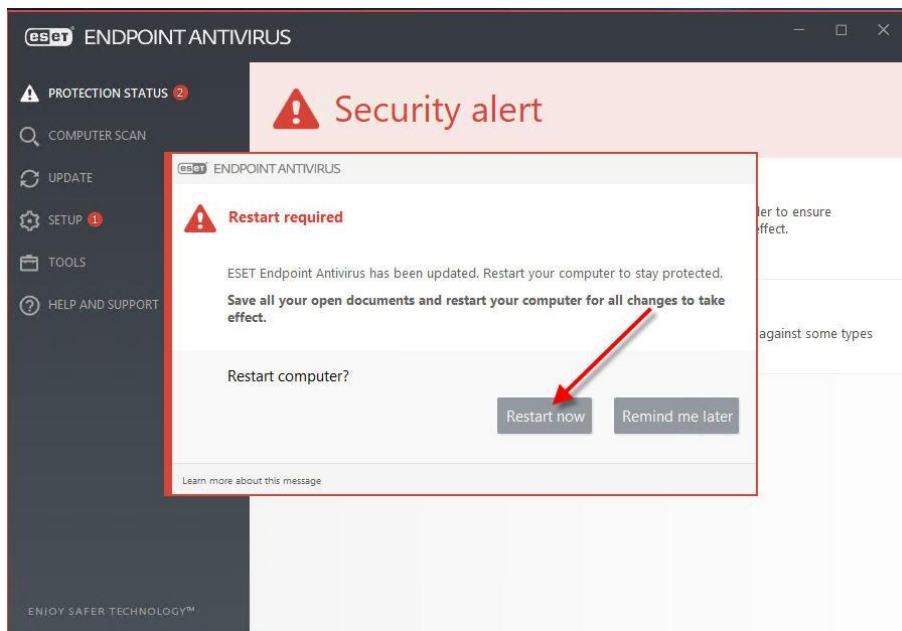 eset ENDPOINT ANTIVIRUS
PROTECTION STATUS 2
COMPUTER SCAN
UPDATE
SETUP 1
TOOLS
HELP AND SUPPORT
ENJOY SAFER TECHNOLOGY™
Security alert
to ensure
effect.
against some types
eset ENDPOINT ANTIVIRUS
Restart required
ESET Endpoint Antivirus has been updated. Restart your computer to stay protected.
Save all your open documents and restart your computer for all changes to take
effect.
Restart computer?
Restart now Remind me later
Learn more about this message